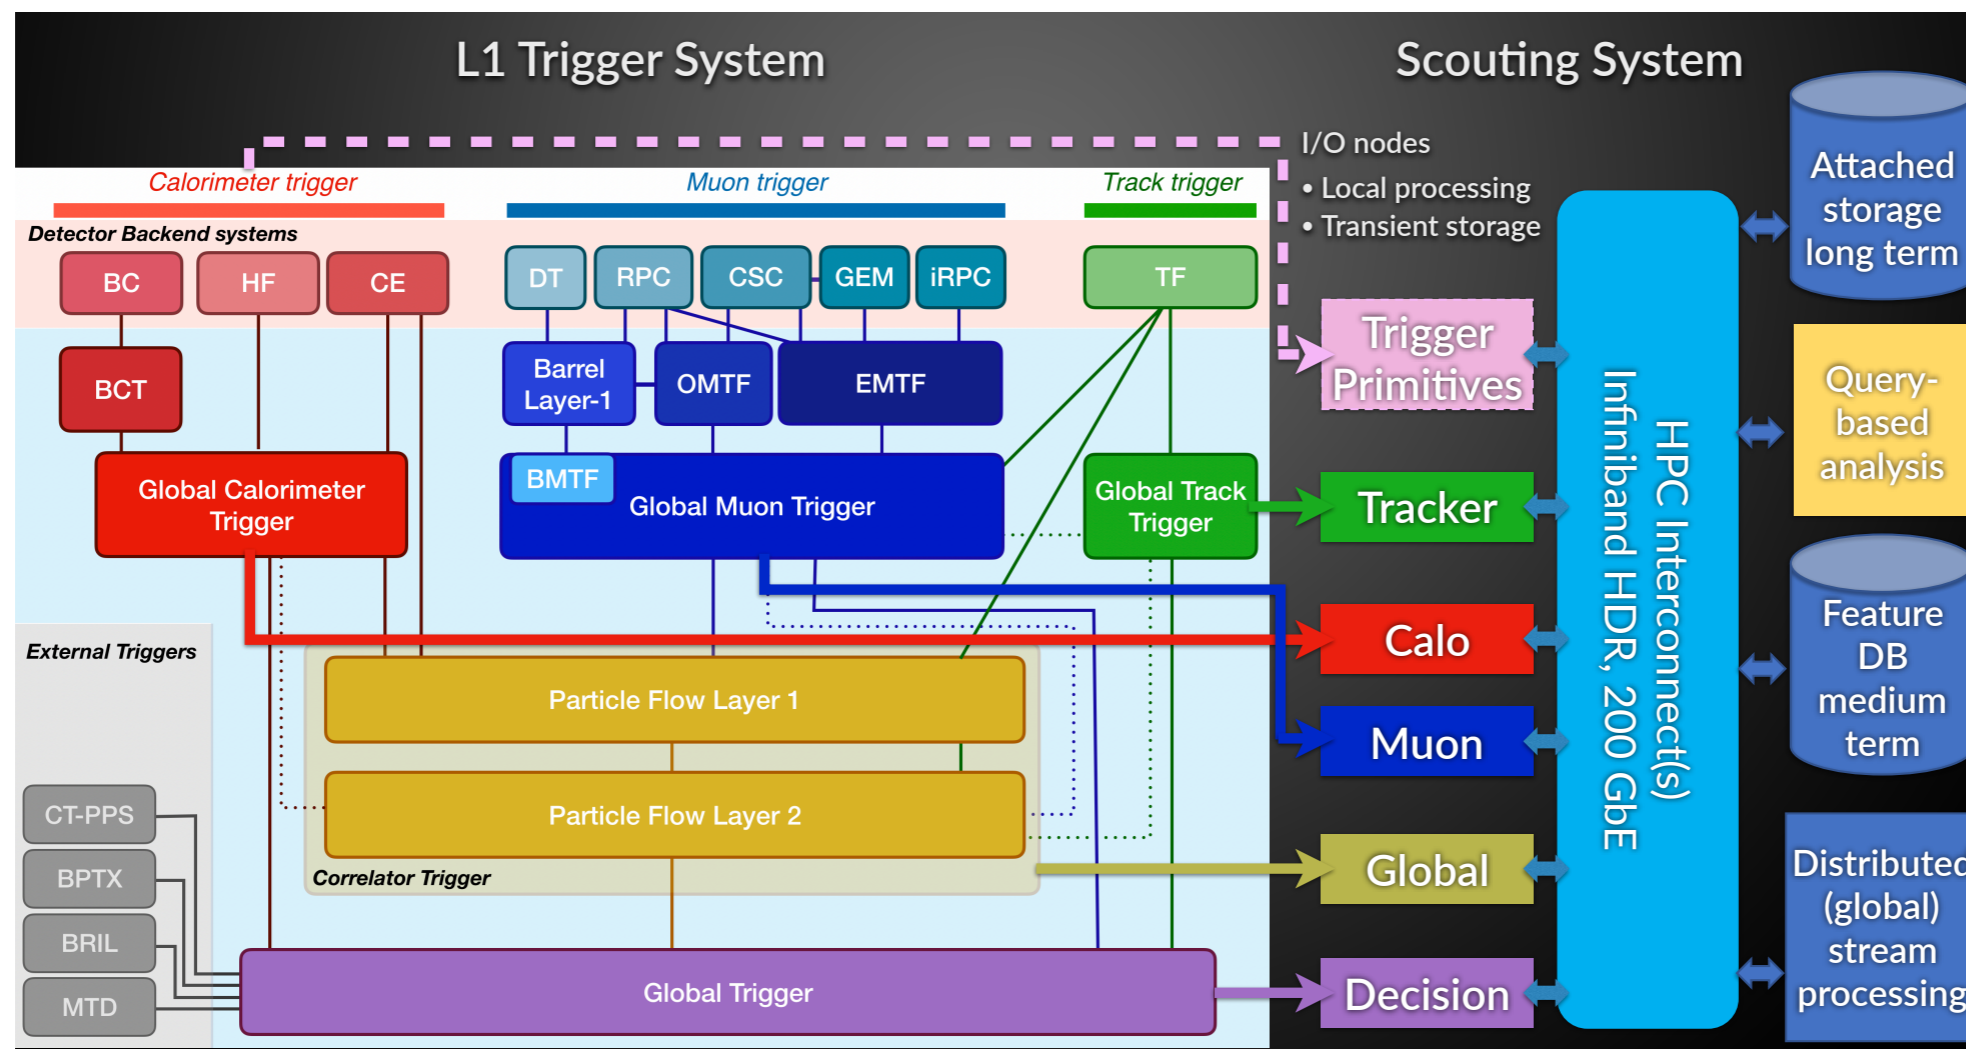 L1 Trigger System
Scouting System
I/O nodes
• Local processing
• Transient storage
Calorimeter trigger
Muon trigger
Track trigger
Detector Backend systems
BC
HF
CE
DT
RPC
CSC
GEM
iRPC
TF
BCT
Barrel
Layer-1
OMTF
EMTF
Global Calorimeter
Trigger
BMTF
Global Muon Trigger
Global Track
Trigger
External Triggers
Particle Flow Layer 1
Particle Flow Layer 2
Correlator Trigger
CT-PPS
BPTX
BRIL
MTD
Global Trigger
Trigger
Primitives
Tracker
Calo
Muon
Global
Decision
HPC Interconnect(s)
Infiniband HDR, 200 GbE
Attached
storage
long term
Query-
based
analysis
Feature
DB
medium
term
Distributed
(global)
stream
processing